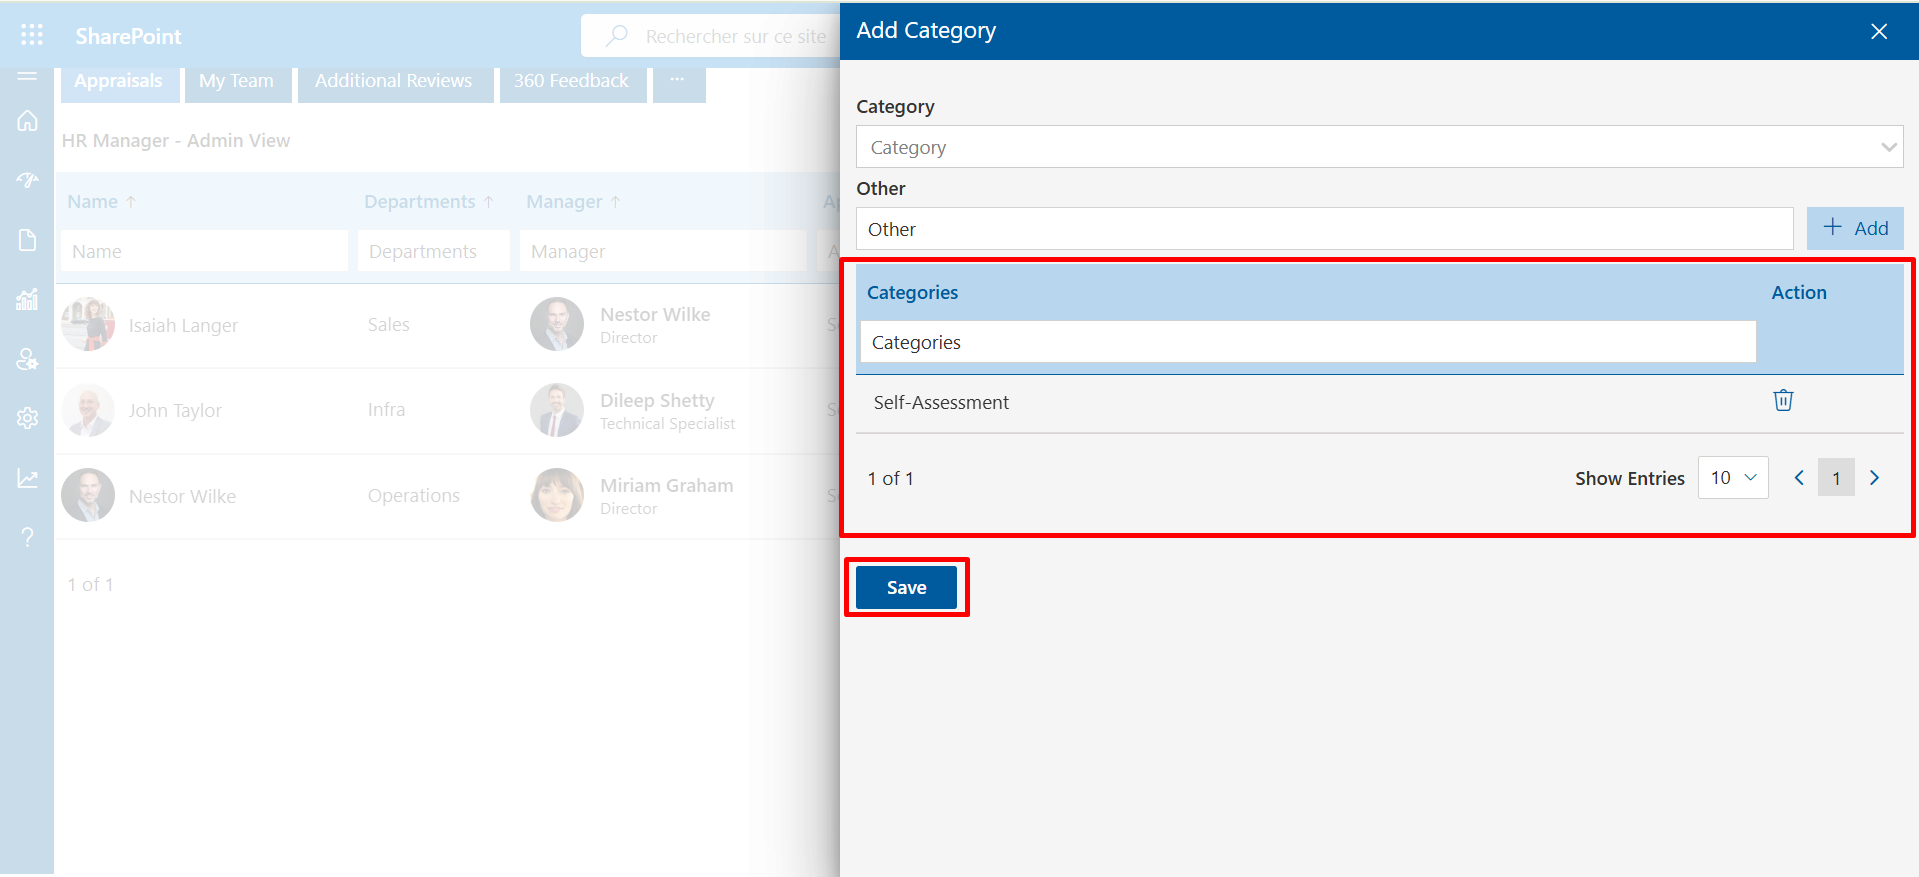 SharePoint
Rechercher sur ce site
Appraisals
My Team
Additional Reviews
360 Feedback
...
HR Manager - Admin View
Name
Departments
Manager
Name
Departments
Manager
Isaiah Langer
Sales
Nestor Wilke
Director
John Taylor
Infra
Dileep Shetty
Technical Specialist
Nestor Wilke
Operations
Miriam Graham
Director
1 of 1
Add Category
Category
Category
Other
Other
Add
Categories
Action
Categories
Self-Assessment
1 of 1
Show Entries
10
1
Save